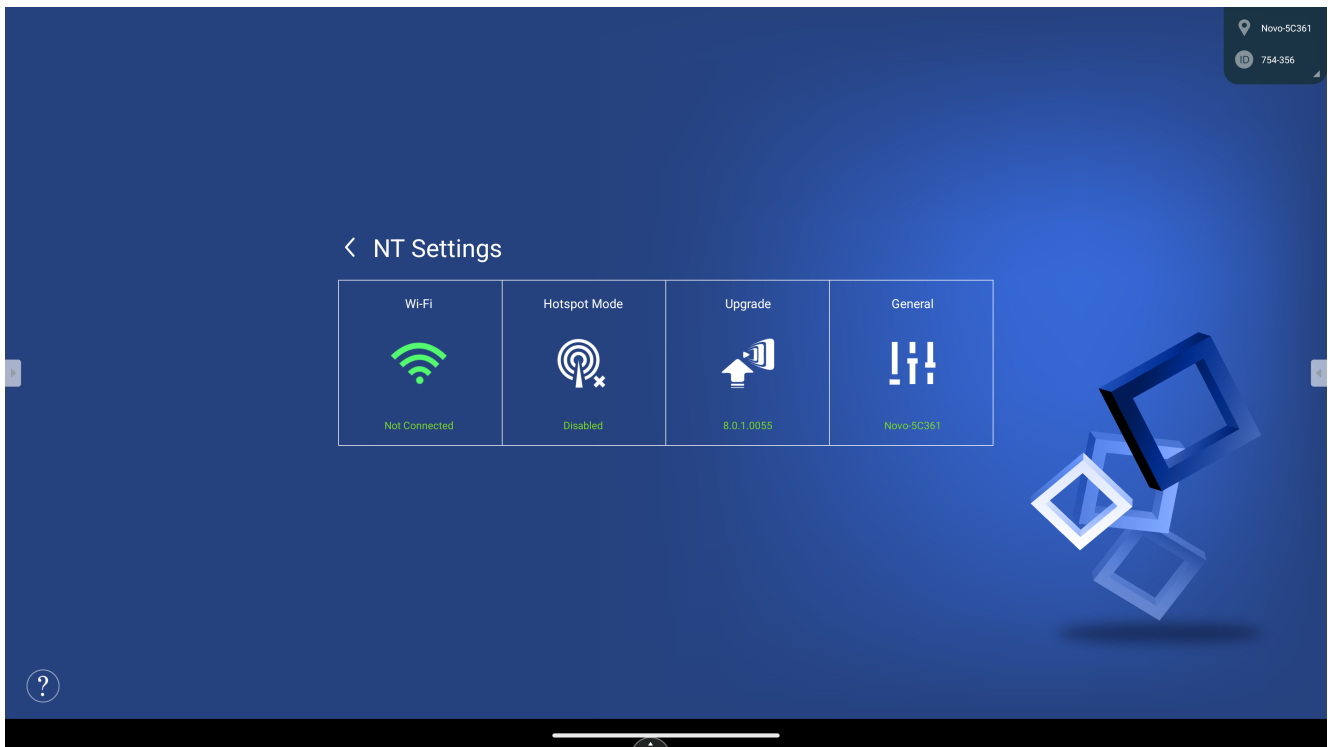 Novo-5C361
ID 754-356
NT Settings
Wi-Fi Hotspot Mode Upgrade General
Not Connected Disabled 8.0.1.0055 Novo-5C361
?